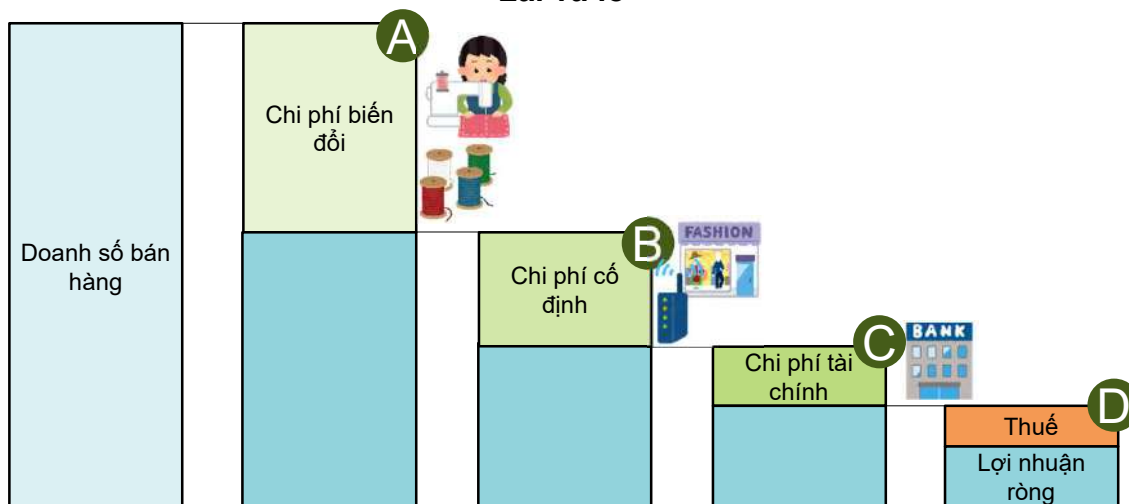 A
Chi phí biến
đổi
Doanh số bán
hàng
B
FASHION
Chi phí cố
định
C
BANK
Chi phí tài
chính
D
Thuế
Lợi nhuận
ròng